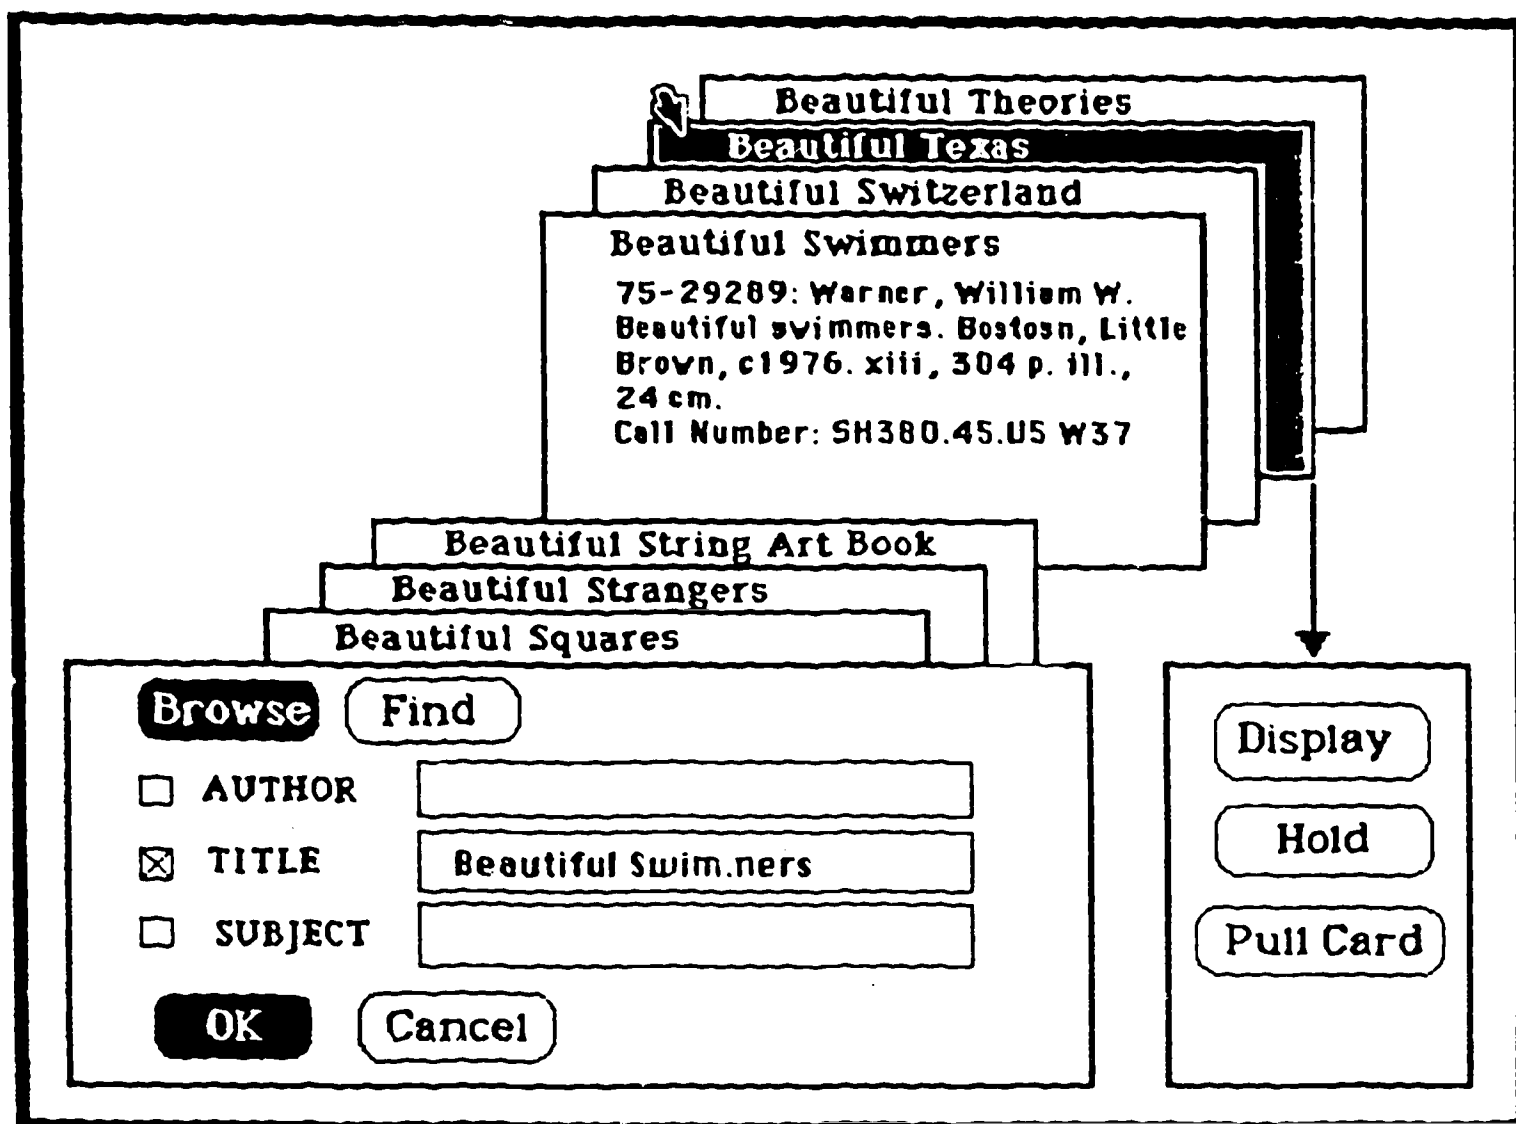 Beautiful Theories
Beautiful Texas
Beautiful Switzerland
Beautiful Swimmers
75-29289: Warner, William W.
Beautiful swimmers. Bostosn, Little
Brown, c1976. xiii, 304 p. ill.,
24 cm.
Call Number: SH380.45.U5 W37
Beautiful String Art Book
Beautiful Strangers
Beautiful Squares
Browse Find
AUTHOR
TITLE Beautiful Swim.ners
SUBJECT
OK Cancel
Display
Hold
Pull Card